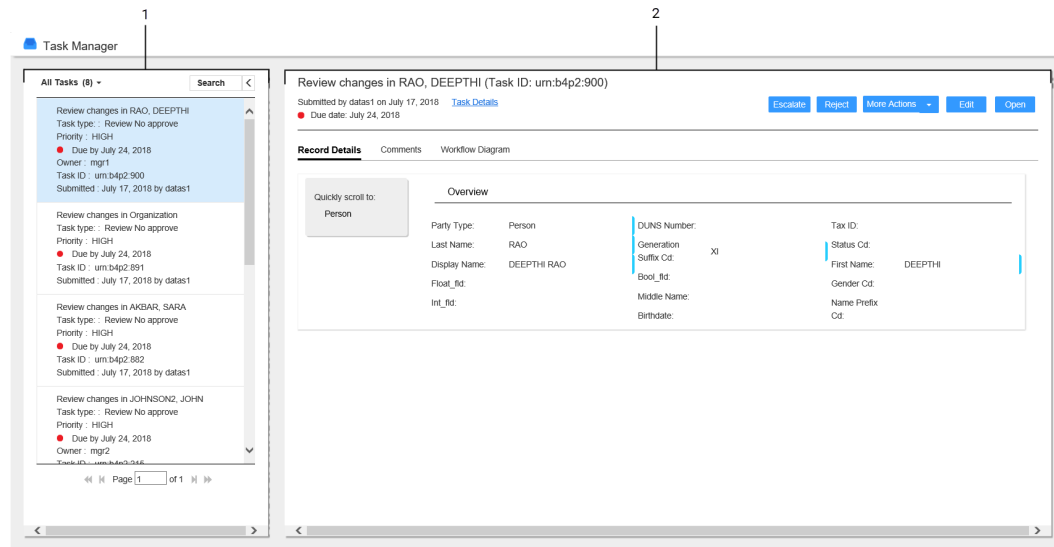 1
2
Task Manager
All Tasks (8)
Search
Review changes in RAO, DEEPTHI
Task type: : Review No approve
Priority : HIGH
Due by July 24, 2018
Owner : mgr1
Task ID : urn:b4p2:900
Submitted : July 17, 2018 by datas1
Review changes in Organization
Task type: : Review No approve
Priority : HIGH
Due by July 24, 2018
Task ID : urn:b4p2:891
Submitted : July 17, 2018 by datas1
Review changes in AKBAR, SARA
Task type: : Review No approve
Priority : HIGH
Due by July 24, 2018
Task ID : urn:b4p2:882
Submitted : July 17, 2018 by datas1
Review changes in JOHNSON2, JOHN
Task type: : Review No approve
Priority : HIGH
Due by July 24, 2018
Owner : mgr2
Task ID : urn:b4p2:215
Page 1 of 1
Review changes in RAO, DEEPTHI (Task ID: urn:b4p2:900)
Submitted by datas1 on July 17, 2018 Task Details
Due date: July 24, 2018
Escalate Reject More Actions Edit Open
Record Details Comments Workflow Diagram
Quickly scroll to:
Person
Overview
Party Type: Person
Last Name: RAO
Display Name: DEEPTHI RAO
Float_fld:
Int_fld:
DUNS Number:
Generation
Suffix Cd: XI
Bool_fld:
Middle Name:
Birthdate:
Tax ID:
Status Cd:
First Name: DEEPTHI
Gender Cd:
Name Prefix
Cd: